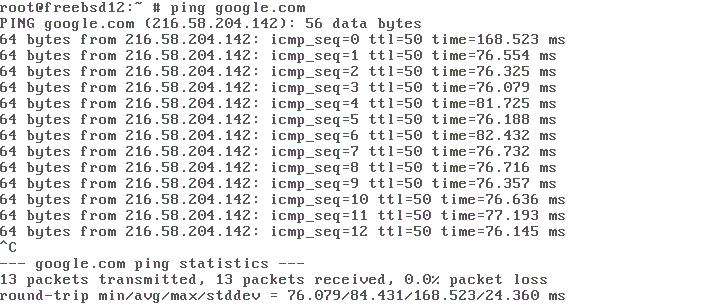 root@freebsd12:~ # ping google.com
PING google.com (216.58.204.142): 56 data bytes
64 bytes from 216.58.204.142: icmp_seq=0 ttl=50 time=168.523 ms
64 bytes from 216.58.204.142: icmp_seq=1 ttl=50 time=76.554 ms
64 bytes from 216.58.204.142: icmp_seq=2 ttl=50 time=76.325 ms
64 bytes from 216.58.204.142: icmp_seq=3 ttl=50 time=76.079 ms
64 bytes from 216.58.204.142: icmp_seq=4 ttl=50 time=81.725 ms
64 bytes from 216.58.204.142: icmp_seq=5 ttl=50 time=76.188 ms
64 bytes from 216.58.204.142: icmp_seq=6 ttl=50 time=82.432 ms
64 bytes from 216.58.204.142: icmp_seq=7 ttl=50 time=76.732 ms
64 bytes from 216.58.204.142: icmp_seq=8 ttl=50 time=76.716 ms
64 bytes from 216.58.204.142: icmp_seq=9 ttl=50 time=76.357 ms
64 bytes from 216.58.204.142: icmp_seq=10 ttl=50 time=76.636 ms
64 bytes from 216.58.204.142: icmp_seq=11 ttl=50 time=77.193 ms
64 bytes from 216.58.204.142: icmp_seq=12 ttl=50 time=76.145 ms
^C
--- google.com ping statistics ---
13 packets transmitted, 13 packets received, 0.0% packet loss
round-trip min/avg/max/stddev = 76.079/84.431/168.523/24.360 ms